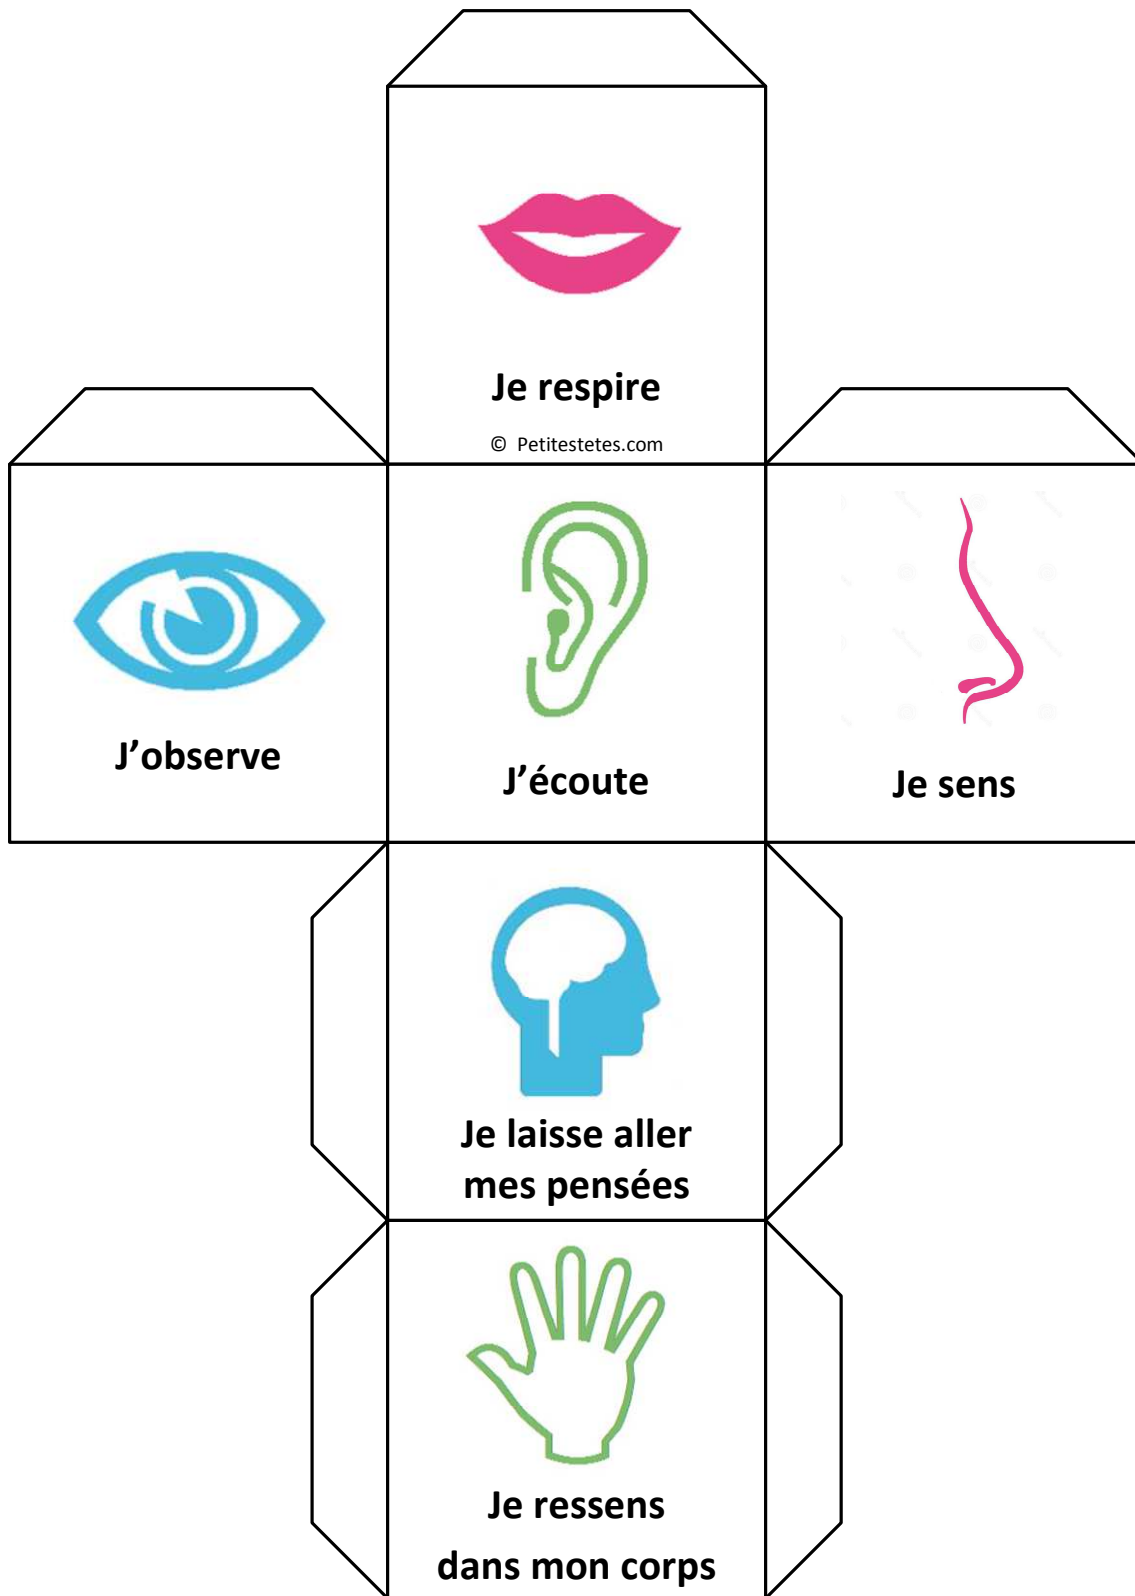 Je respire
© Petitestetes.com
J’observe
J’écoute
Je sens
Je laisse aller
mes pensées
Je ressens
dans mon corps